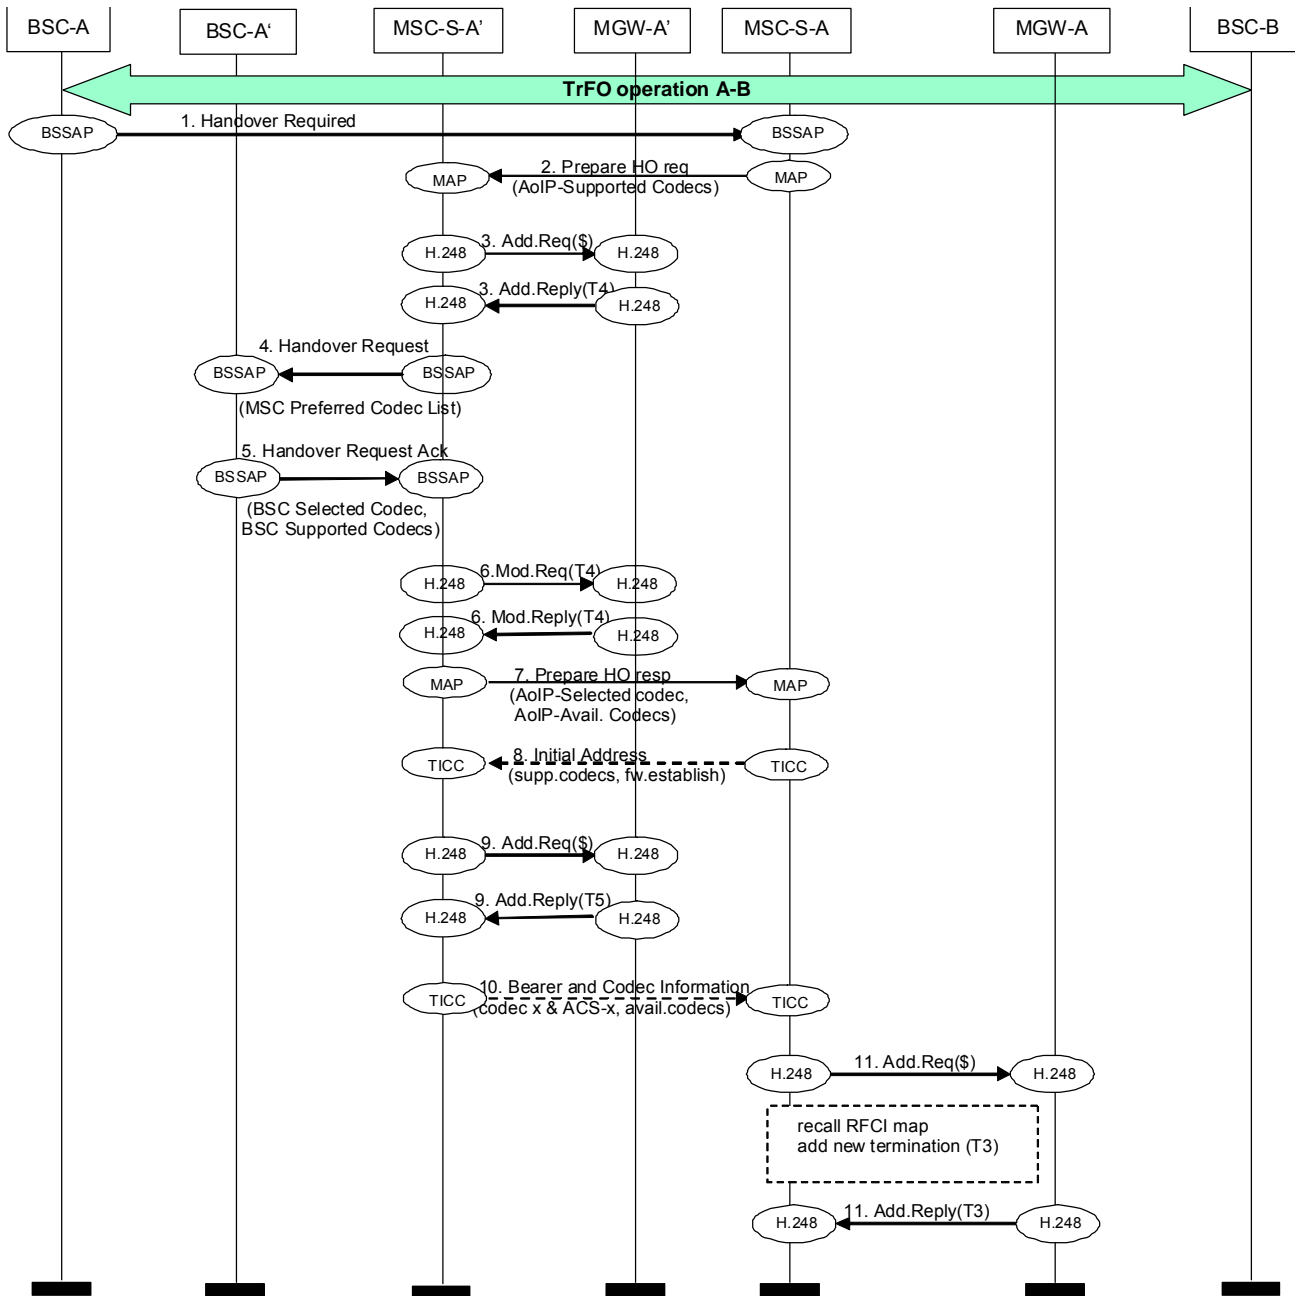 BSC-A
BSC-A‘
MSC-S-A’
MGW-A’
MSC-S-A
MGW-A
BSC-B
TrFO operation A-B
1. Handover Required
BSSAP
BSSAP
2. Prepare HO req
MAP
MAP
(AoIP-Supported Codecs)
3. Add.Req($)
H.248
H.248
3. Add.Reply(T4)
H.248
H.248
4. Handover Request
BSSAP
BSSAP
(MSC Preferred Codec List)
5. Handover Request Ack
BSSAP
BSSAP
(BSC Selected Codec,
BSC Supported Codecs)
6.Mod.Req(T4)
H.248
H.248
6. Mod.Reply(T4)
H.248
H.248
7. Prepare HO resp
MAP
MAP
(AoIP-Selected codec,
AoIP-Avail. Codecs)
8. Initial Address
TICC
TICC
(supp.codecs, fw.establish)
9. Add.Req($)
H.248
H.248
9. Add.Reply(T5)
H.248
H.248
10. Bearer and Codec Information
TICC
TICC
(codec x & ACS-x, avail.codecs)
11. Add.Req($)
H.248
H.248
recall RFCI map
add new termination (T3)
11. Add.Reply(T3)
H.248
H.248